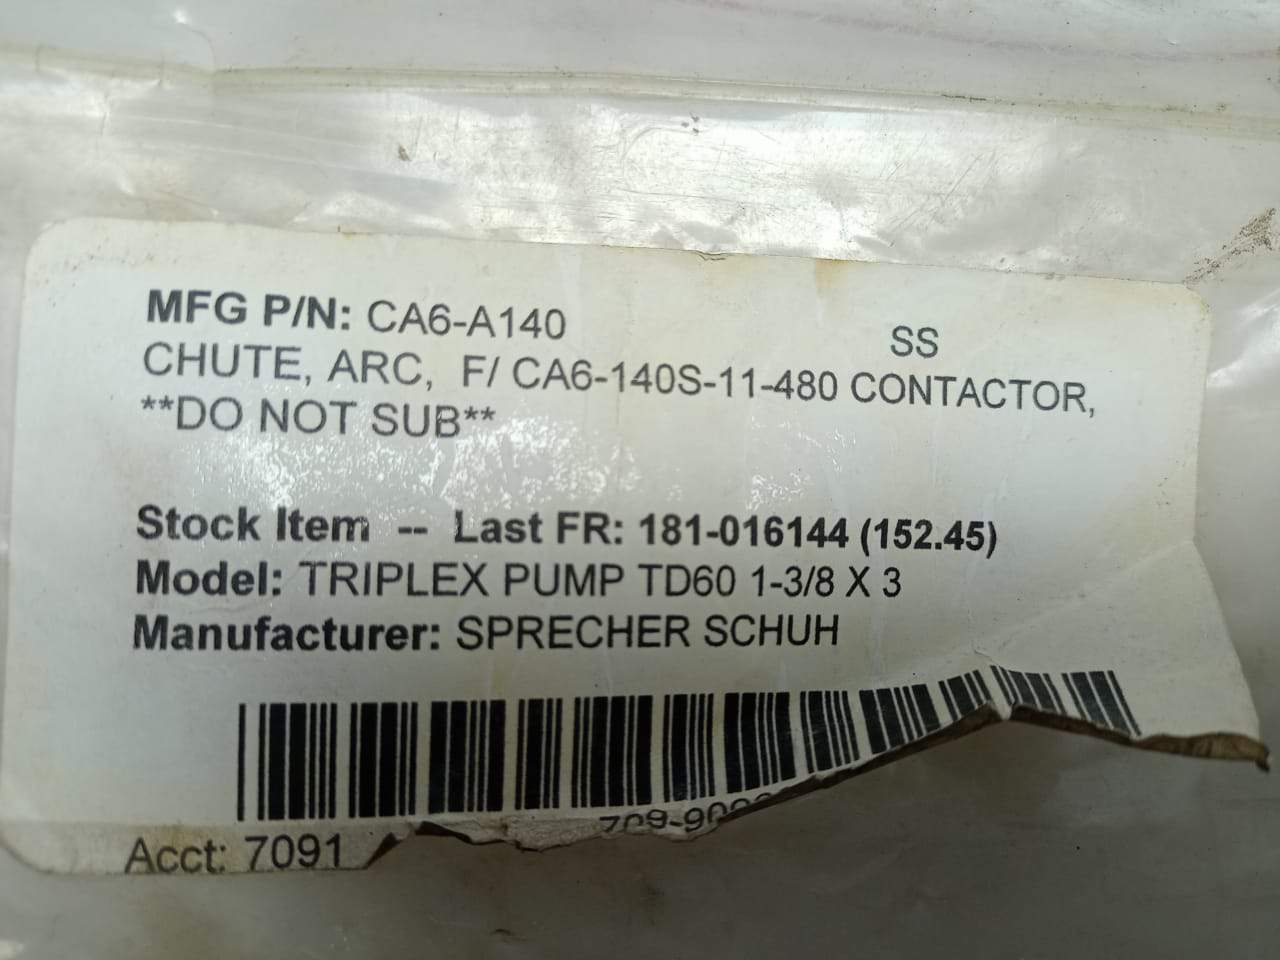 MFG P/N: CA6-A140 SS
CHUTE, ARC, F/ CA6-140S-11-480 CONTACTOR,
**DO NOT SUB**
Stock Item -- Last FR: 181-016144 (152.45)
Model: TRIPLEX PUMP TD60 1-3/8 X 3
Manufacturer: SPRECHER SCHUH
Acct: 7091